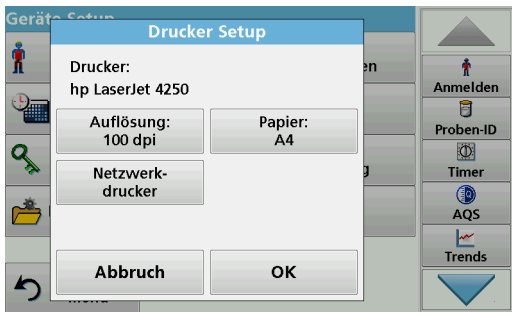 Geräte Setup
Drucker Setup
Drucker:
hp LaserJet 4250
Auflösung:
100 dpi
Papier:
A4
Netzwerk-
drucker
Abbruch
OK
en
g
Anmelden
Proben-ID
Timer
AQS
Trends